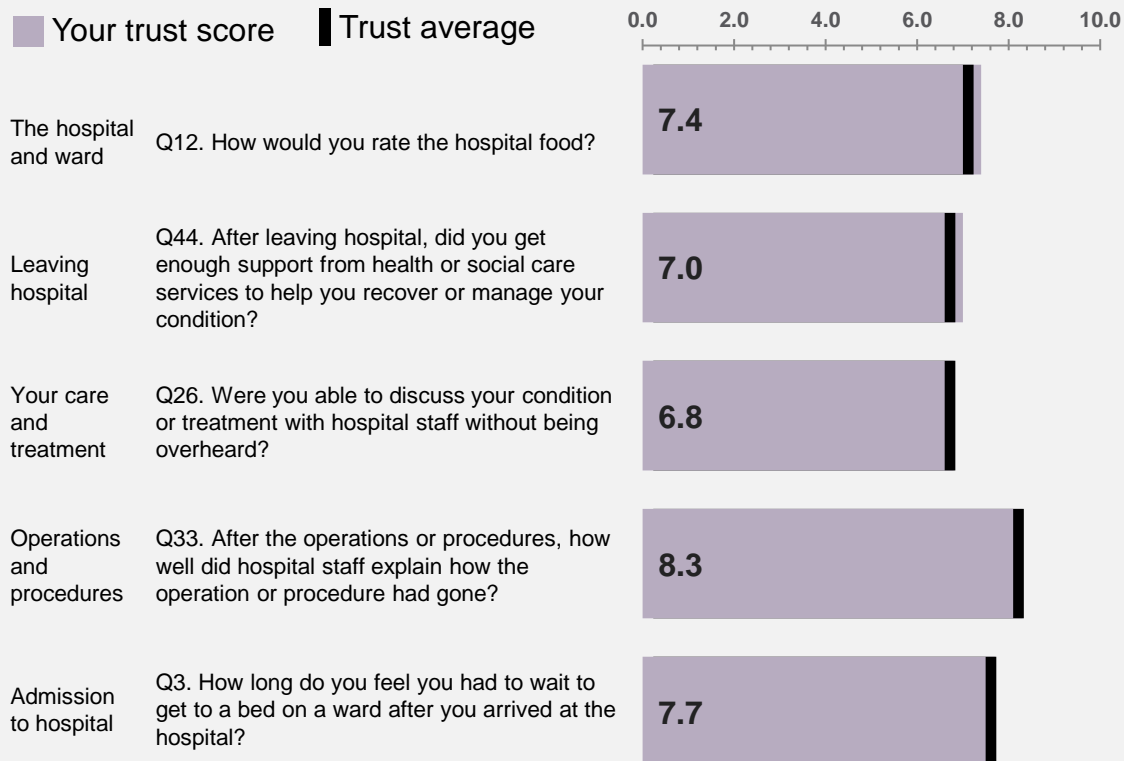 Your trust score
Trust average
0.0 2.0 4.0 6.0 8.0 10.0
The hospital
and ward
Q12. How would you rate the hospital food?
7.4
Leaving
hospital
Q44. After leaving hospital, did you get
enough support from health or social care
services to help you recover or manage your
condition?
7.0
Your care
and
treatment
Q26. Were you able to discuss your condition
or treatment with hospital staff without being
overheard?
6.8
Operations
and
procedures
Q33. After the operations or procedures, how
well did hospital staff explain how the
operation or procedure had gone?
8.3
Admission
to hospital
Q3. How long do you feel you had to wait to
get to a bed on a ward after you arrived at the
hospital?
7.7